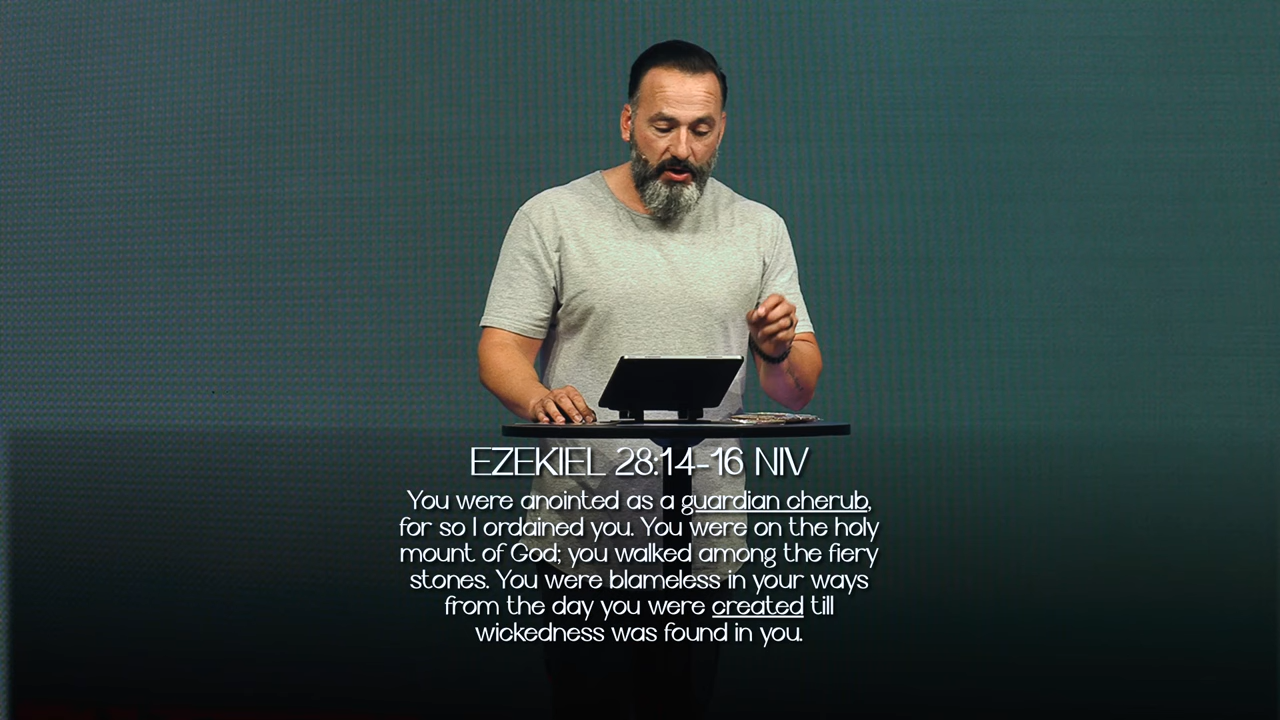 EZEKIEL 28:14-16 NIV
You were anointed as a guardian cherub,
for so I ordained you. You were on the holy
mount of God; you walked among the fiery
stones. You were blameless in your ways
from the day you were created till
wickedness was found in you.